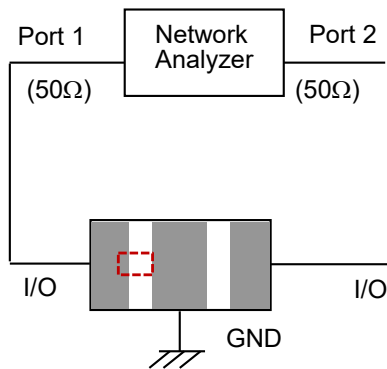 Port 1
Network
Analyzer
Port 2
(50Ω)
(50Ω)
I/O
I/O
GND